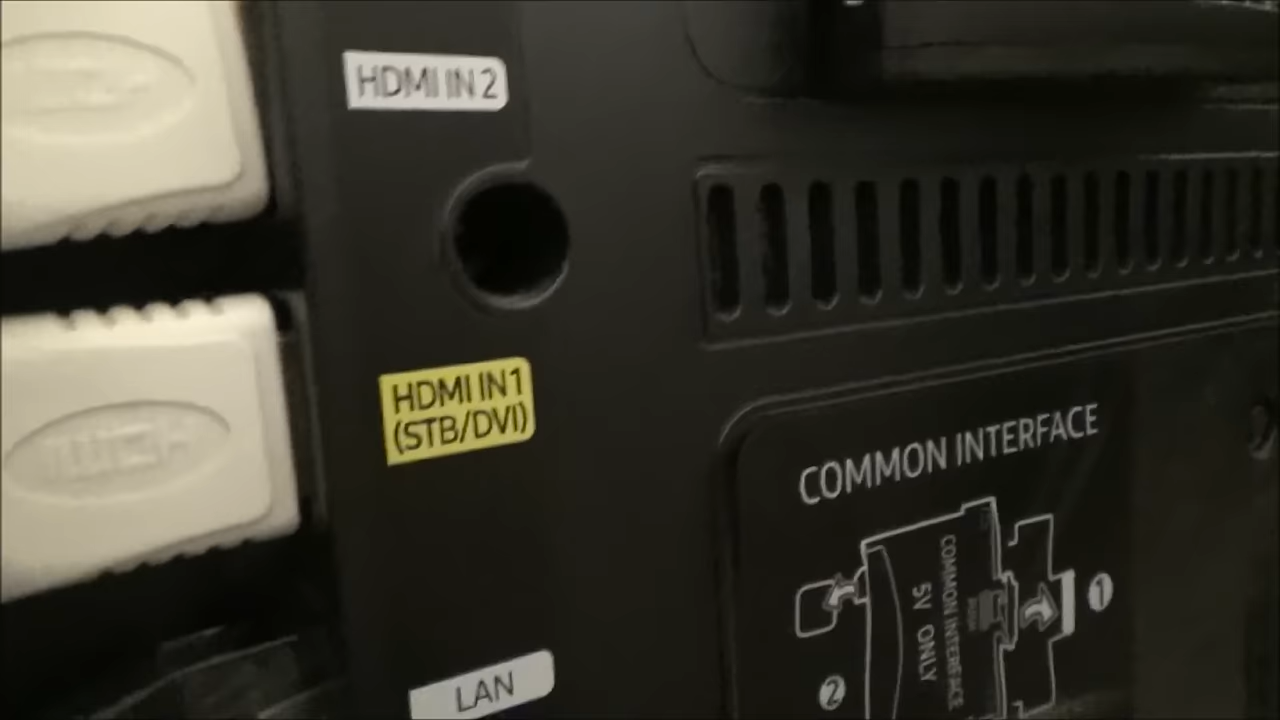 HDMI IN 2
HDMI IN 1
(STB/DVI)
LAN
COMMON INTERFACE
COMMON INTERFACE
5V ONLY
1
2